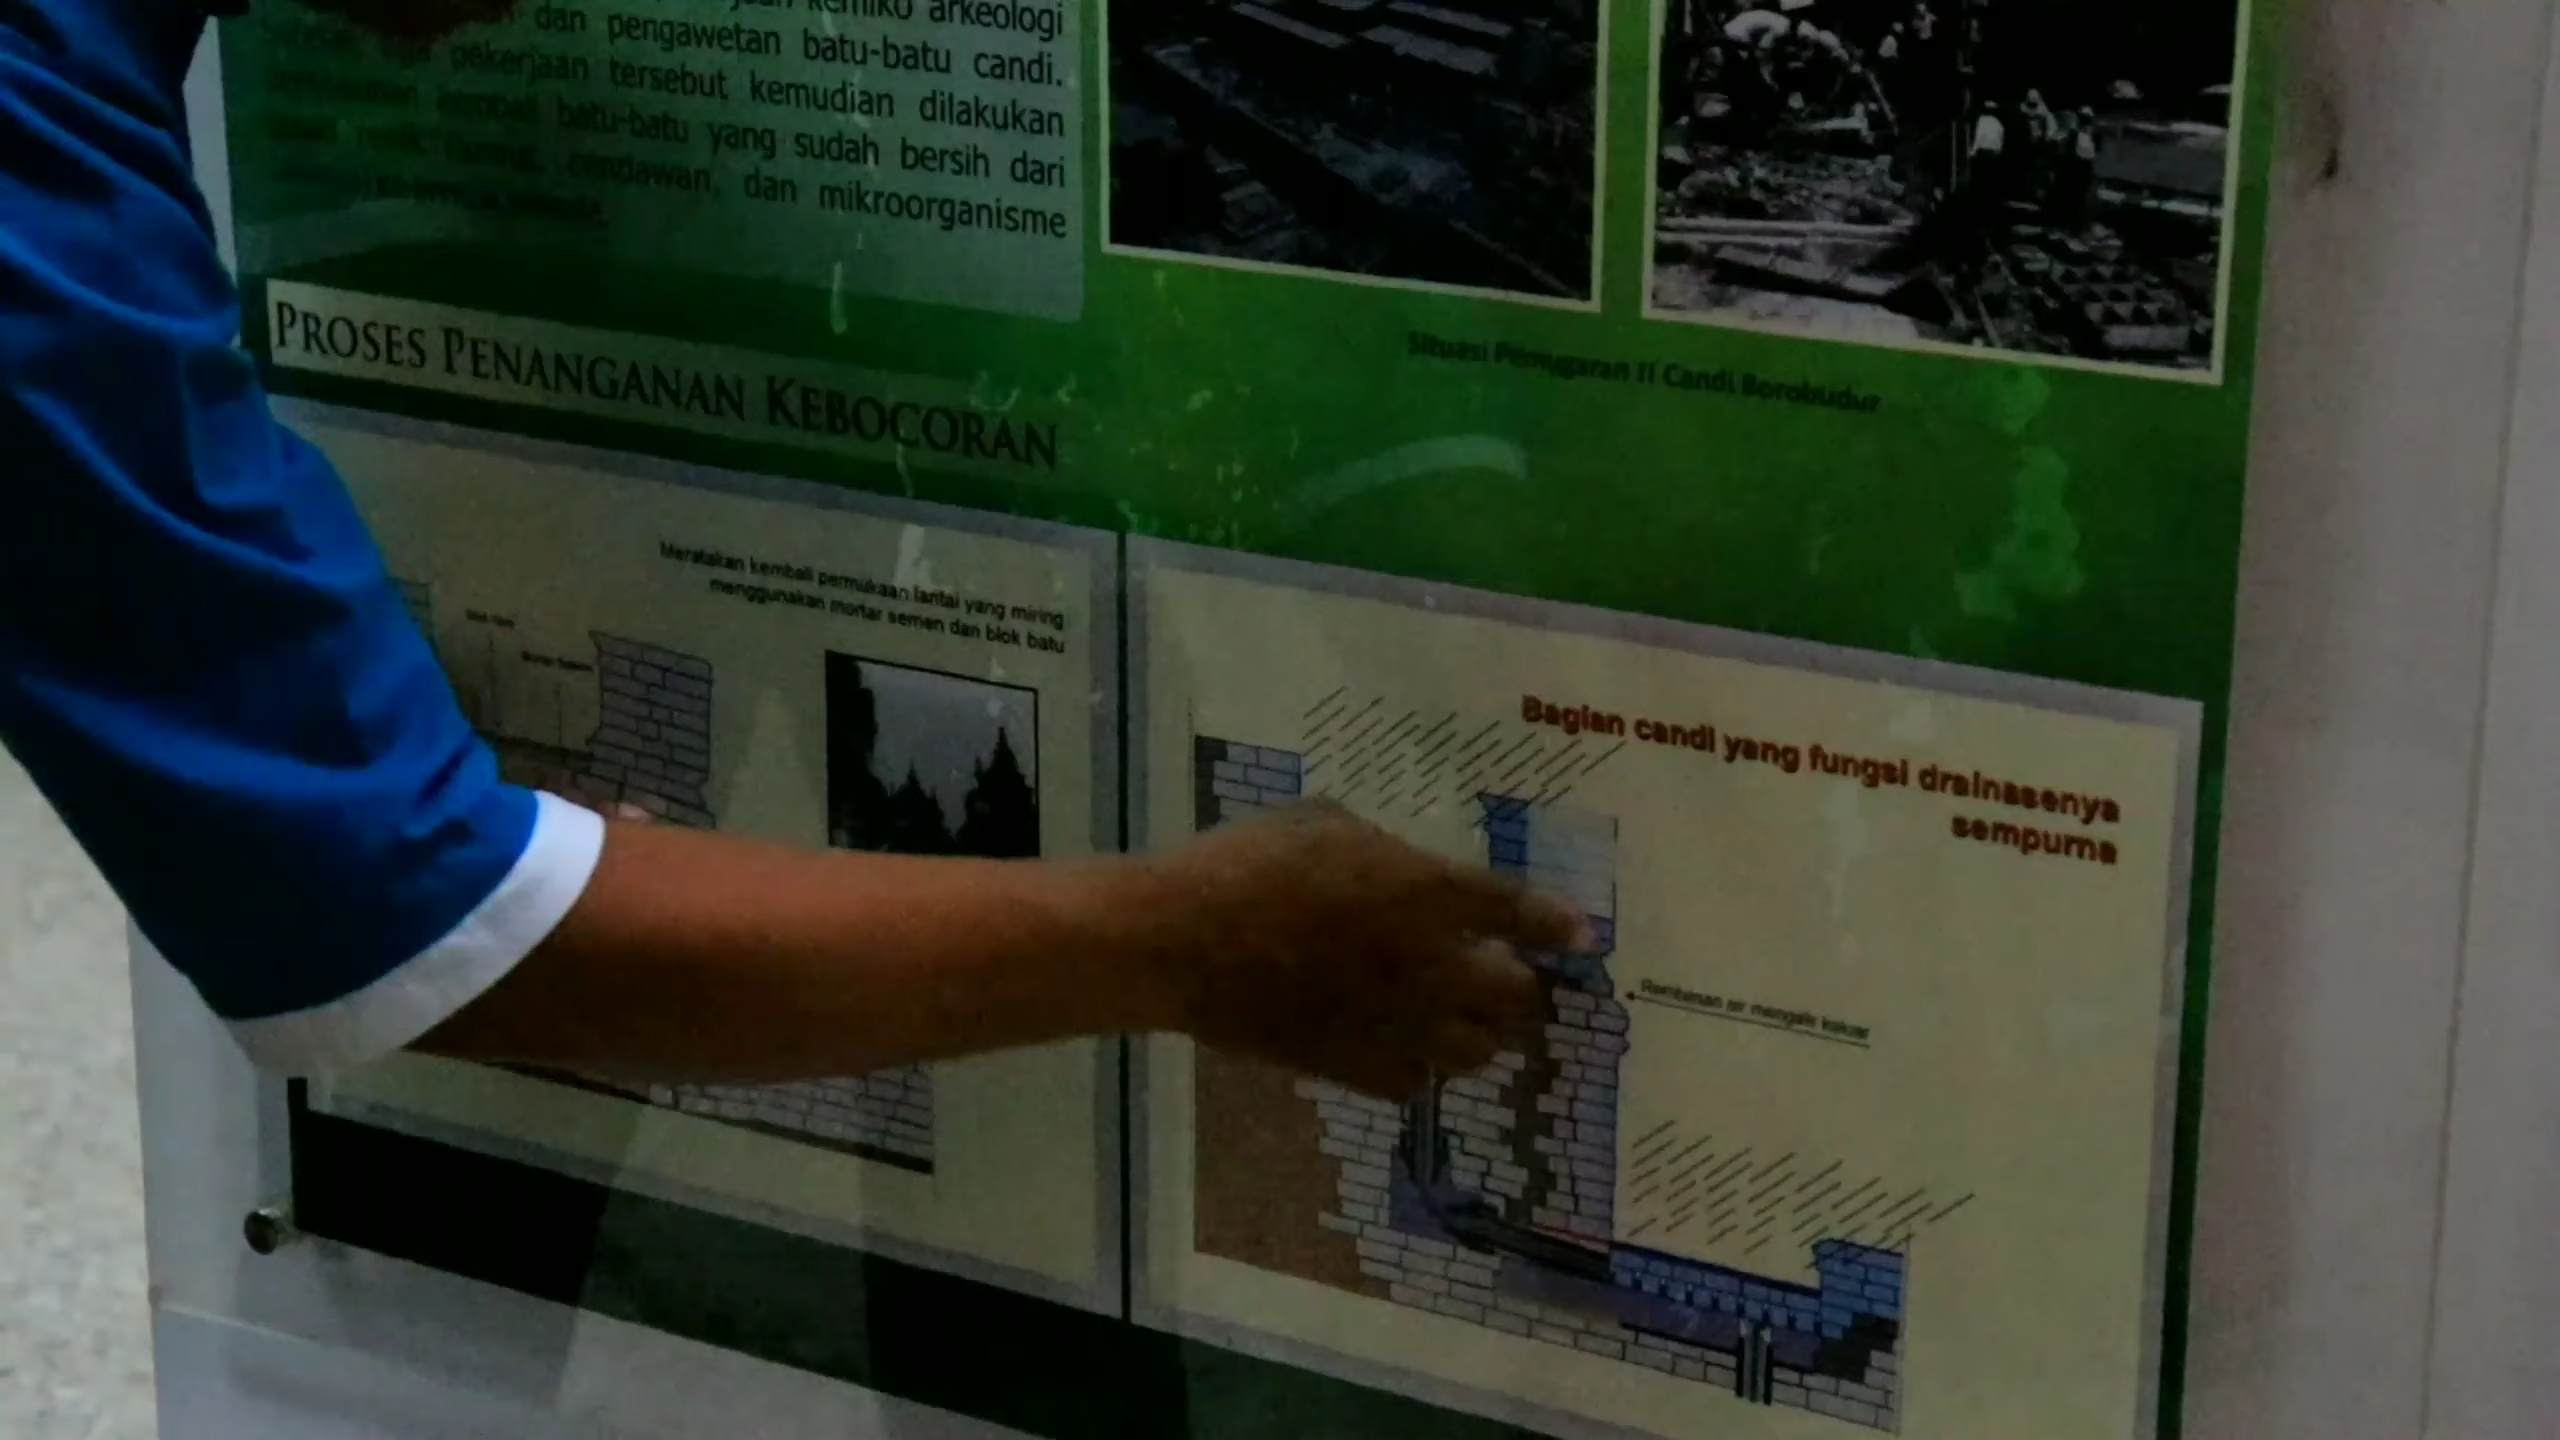 kemiko arkeologi
dan pengawetan batu-batu candi.
pekerjaan tersebut kemudian dilakukan
kembali batu-batu yang sudah bersih dari
cendawan, dan mikroorganisme
Situasi Pemugaran II Candi Borobudur
PROSES PENANGANAN KEBOCORAN
Meratakan kembali permukaan lantai yang miring
menggunakan mortar semen dan blok batu
Bagian candi yang fungsi drainasenya
sempurna
Rembesan air mengalir keluar